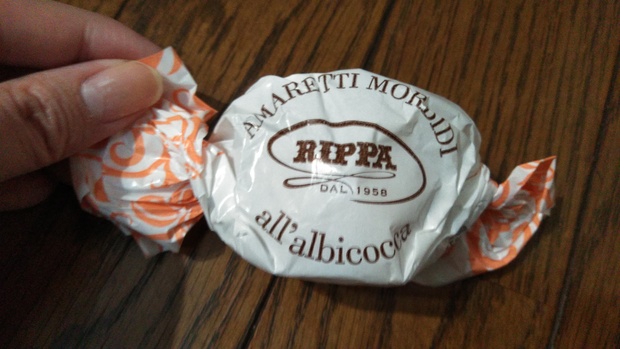 AMARETTI MORBIDI
RIPPA
DAL 1958
all'albicocca